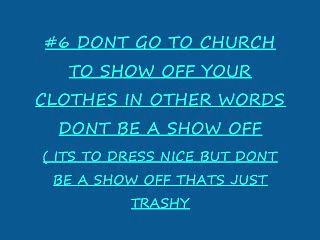 #6 DONT GO TO CHURCH
TO SHOW OFF YOUR
CLOTHES IN OTHER WORDS
DONT BE A SHOW OFF
( ITS TO DRESS NICE BUT DONT
BE A SHOW OFF THATS JUST
TRASHY